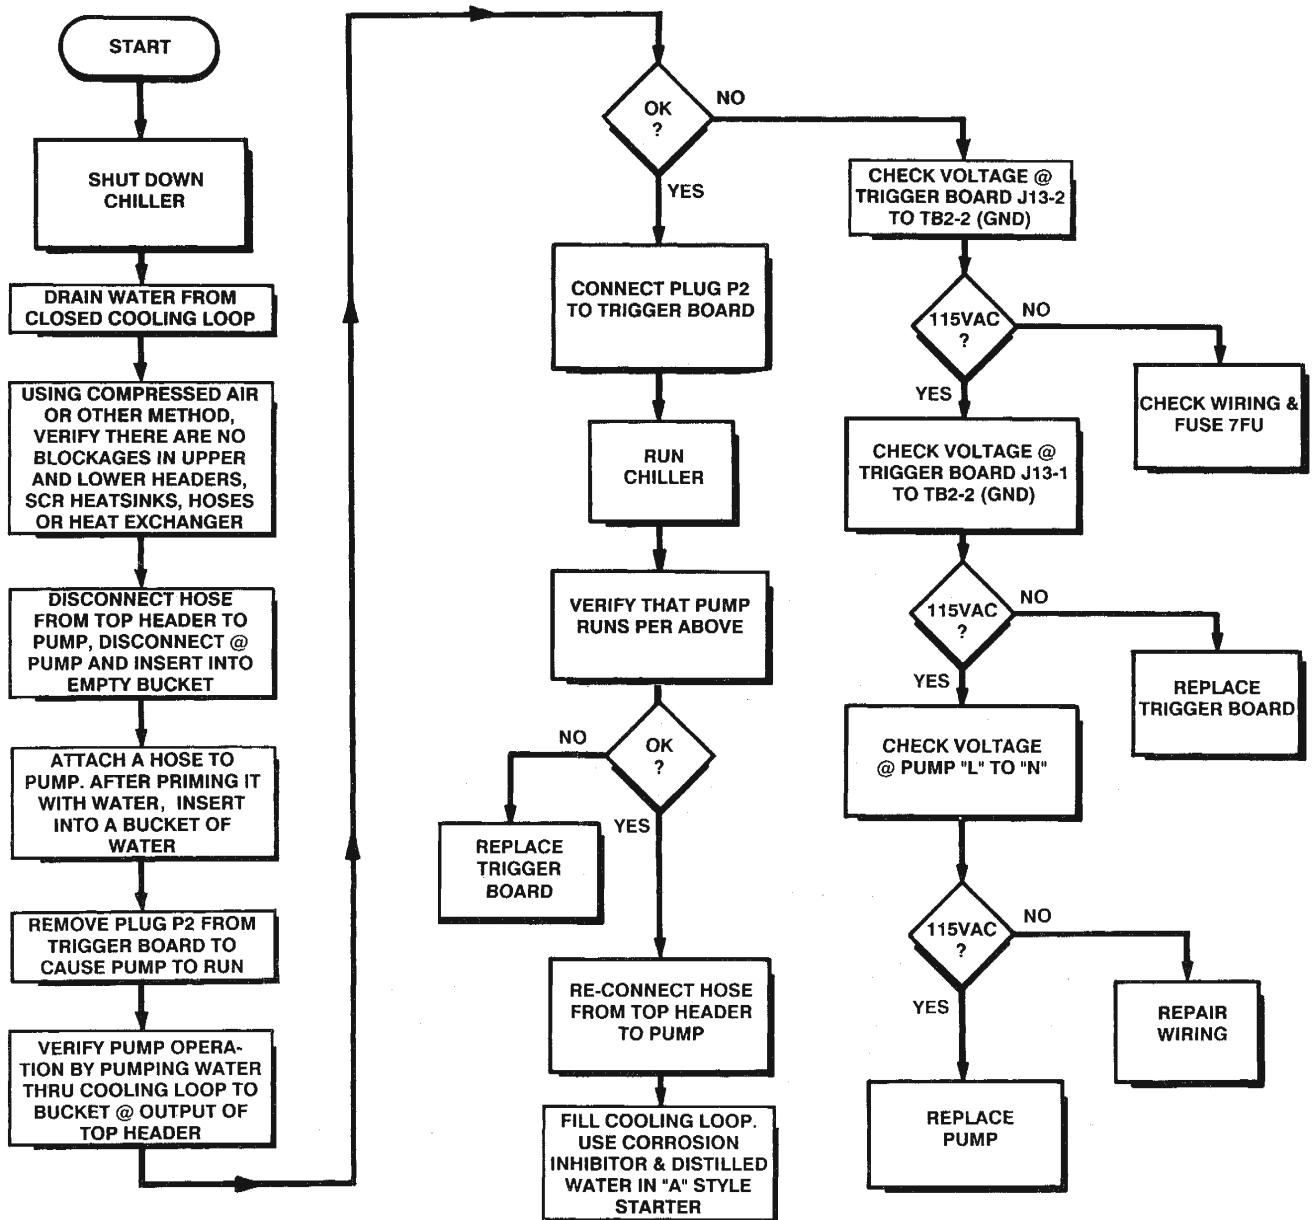 START
SHUT DOWN
CHILLER
DRAIN WATER FROM
CLOSED COOLING LOOP
USING COMPRESSED AIR
OR OTHER METHOD,
VERIFY THERE ARE NO
BLOCKAGES IN UPPER
AND LOWER HEADERS,
SCR HEATSINKS, HOSES
OR HEAT EXCHANGER
DISCONNECT HOSE
FROM TOP HEADER TO
PUMP, DISCONNECT @
PUMP AND INSERT INTO
EMPTY BUCKET
ATTACH A HOSE TO
PUMP. AFTER PRIMING IT
WITH WATER, INSERT
INTO A BUCKET OF
WATER
REMOVE PLUG P2 FROM
TRIGGER BOARD TO
CAUSE PUMP TO RUN
VERIFY PUMP OPERA-
TION BY PUMPING WATER
THRU COOLING LOOP TO
BUCKET @ OUTPUT OF
TOP HEADER
OK
?
NO
YES
CONNECT PLUG P2
TO TRIGGER BOARD
RUN
CHILLER
VERIFY THAT PUMP
RUNS PER ABOVE
OK
?
NO
YES
REPLACE
TRIGGER
BOARD
RE-CONNECT HOSE
FROM TOP HEADER
TO PUMP
FILL COOLING LOOP.
USE CORROSION
INHIBITOR & DISTILLED
WATER IN "A" STYLE
STARTER
CHECK VOLTAGE @
TRIGGER BOARD J13-2
TO TB2-2 (GND)
115VAC
?
NO
YES
CHECK WIRING &
FUSE 7FU
CHECK VOLTAGE @
TRIGGER BOARD J13-1
TO TB2-2 (GND)
115VAC
?
NO
YES
REPLACE
TRIGGER BOARD
CHECK VOLTAGE
@ PUMP "L" TO "N"
115VAC
?
NO
YES
REPAIR
WIRING
REPLACE
PUMP